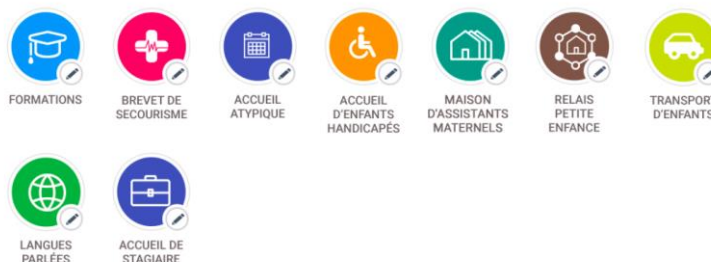 FORMATIONS
BREVET DE
SECOURISME
ACCUEIL
ATYPIQUE
ACCUEIL
D'ENFANTS
HANDICAPÉS
MAISON
D'ASSISTANTS
MATERNELS
RELAIS
PETITE
ENFANCE
TRANSPORT
D'ENFANTS
LANGUES
PARLÉES
ACCUEIL DE
STAGIAIRE